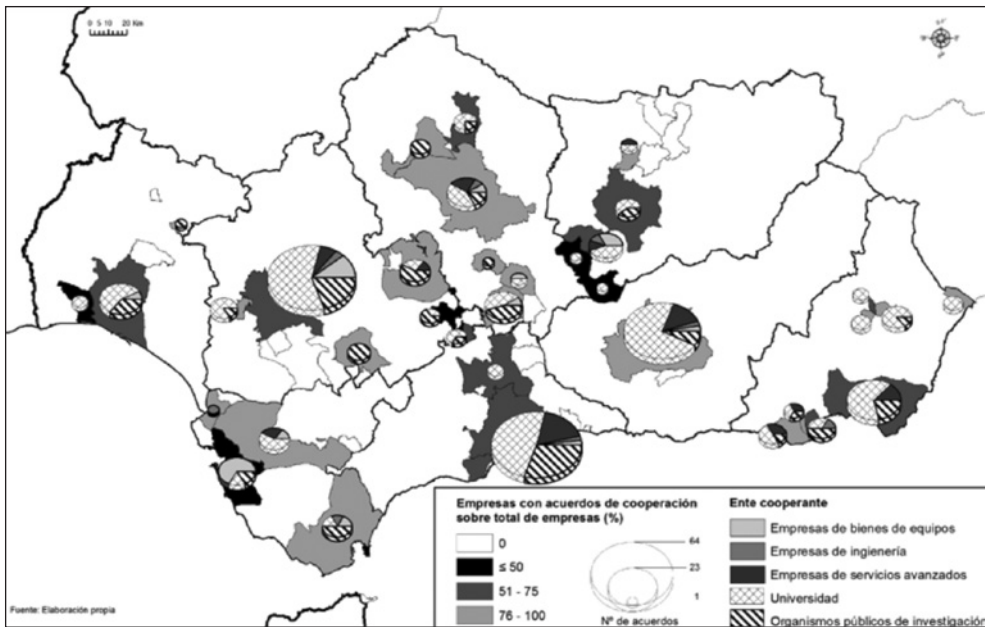 0 5 10 20 Km
Empresas con acuerdos de cooperación
sobre total de empresas (%)
0
≤ 50
51 - 75
76 - 100
64
23
1
Nº de acuerdos
Ente cooperante
Empresas de bienes de equipos
Empresas de ingienería
Empresas de servicios avanzados
Universidad
Organismos públicos de investigación
Fuente: Elaboración propia